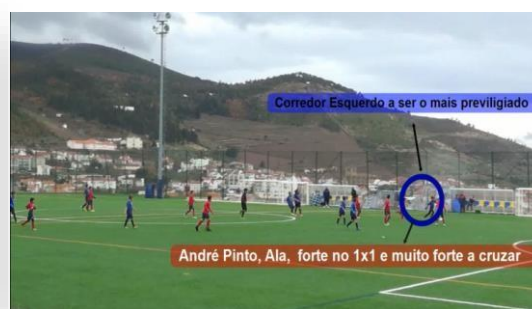 Corredor Esquerdo a ser o mais previligiado
André Pinto, Ala, forte no 1x1 e muito forte a cruzar